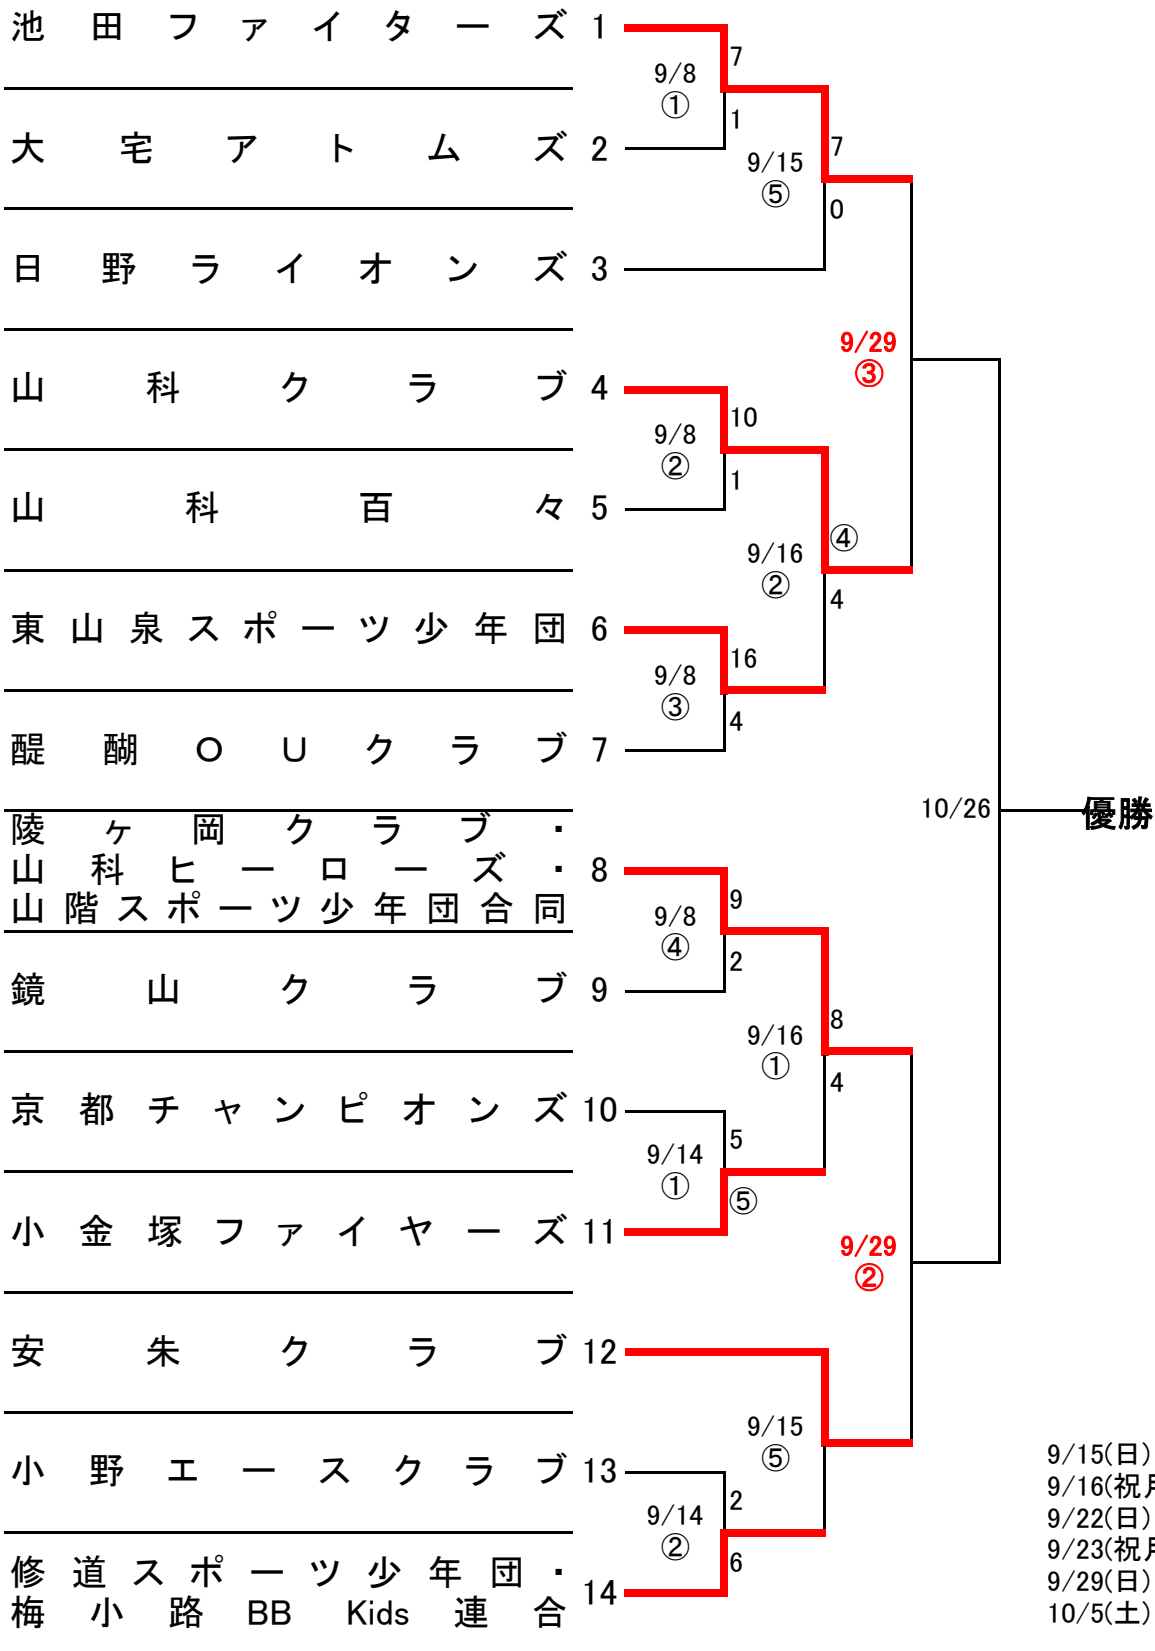 池田ファイターズ 1
7
9/8
①
1
大宅アトムズ 2
7
9/15
⑤
0
日野ライオンズ 3
9/29
③
山科クラブ 4
10
9/8
②
1
山科百々 5
④
9/16
②
4
東山泉スポーツ少年団 6
16
9/8
③
4
醍醐OUクラブ 7
10/26
優勝
陵ヶ岡クラブ・
山科ヒーローズ・ 8
山階スポーツ少年団合同
9
9/8
④
2
鏡山クラブ 9
8
9/16
①
4
京都チャンピオンズ 10
5
9/14
①
⑤
小金塚ファイヤーズ 11
9/29
②
安朱クラブ 12
9/15
⑤
小野エースクラブ 13
2
9/14
②
6
修道スポーツ少年団・
14
梅小路BB Kids連合
9/15(日)
9/16(祝月
9/22(日)
9/23(祝月
9/29(日)
10/5(土)